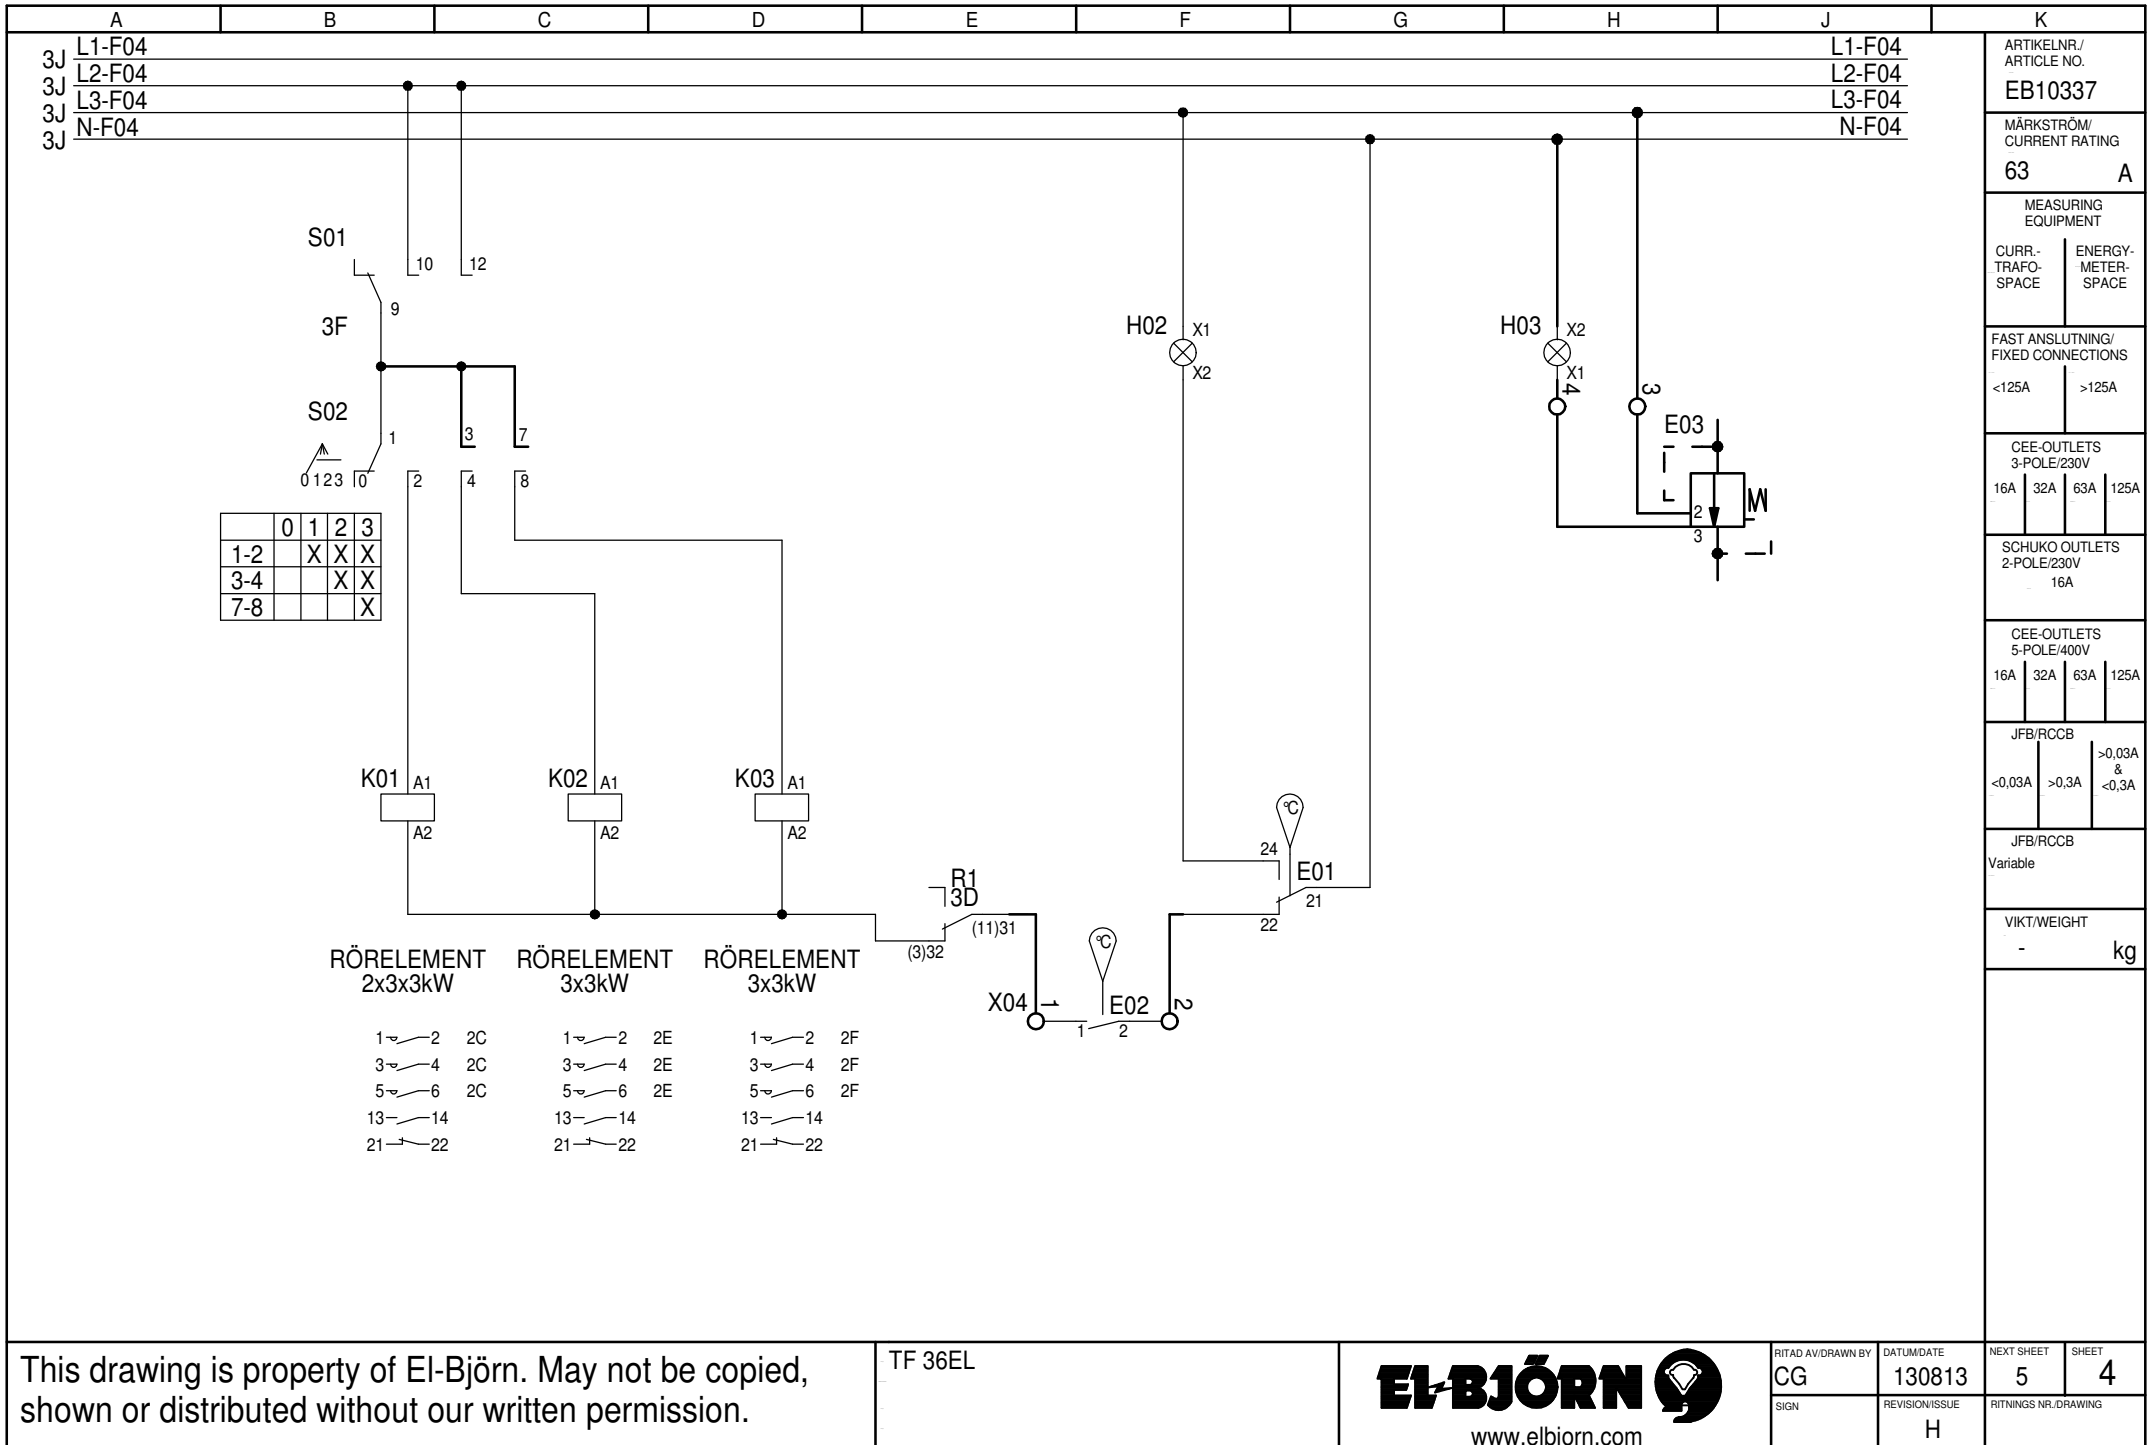 A B C D E F G H J K
3J L1-F04 L1-F04
3J L2-F04 L2-F04
3J L3-F04 L3-F04
3J N-F04 N-F04
S01
10 12
9
3F
S02
1 3 7
0123 0 2 4 8
0 1 2 3
1-2 X X X
3-4 X X
7-8 X
H02 X1
X2
H03 X2
X1
4 3
E03
M
2
3
K01 A1
A2
K02 A1
A2
K03 A1
A2
°C
24
E01
21
22
R1
3D
(11)31
(3)32
°C
X04 1 E02 2
1 2
RÖRELEMENT
2x3x3kW
1 2 2C
3 4 2C
5 6 2C
13 14
21 22
RÖRELEMENT
3x3kW
1 2 2E
3 4 2E
5 6 2E
13 14
21 22
RÖRELEMENT
3x3kW
1 2 2F
3 4 2F
5 6 2F
13 14
21 22
ARTIKELNR./
ARTICLE NO.
EB10337
MÄRKSTRÖM/
CURRENT RATING
63 A
MEASURING
EQUIPMENT
CURR.-
TRAFO-
SPACE
ENERGY-
METER-
SPACE
FAST ANSLUTNING/
FIXED CONNECTIONS
<125A >125A
CEE-OUTLETS
3-POLE/230V
16A 32A 63A 125A
SCHUKO OUTLETS
2-POLE/230V
16A
CEE-OUTLETS
5-POLE/400V
16A 32A 63A 125A
JFB/RCCB
<0,03A >0,3A
>0,03A
&
<0,3A
JFB/RCCB
Variable
VIKT/WEIGHT
- kg
This drawing is property of El-Björn. May not be copied,
shown or distributed without our written permission.
TF 36EL
EL-BJÖRN
www.elbjorn.com
RITAD AV/DRAWN BY
CG
DATUM/DATE
130813
NEXT SHEET
5
SHEET
4
SIGN
REVISION/ISSUE
H
RITNINGS NR./DRAWING